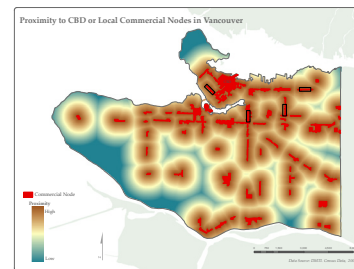 Proximity to CBD or Local Commercial Nodes in Vancouver
Commercial Node
Proximity
High
Low